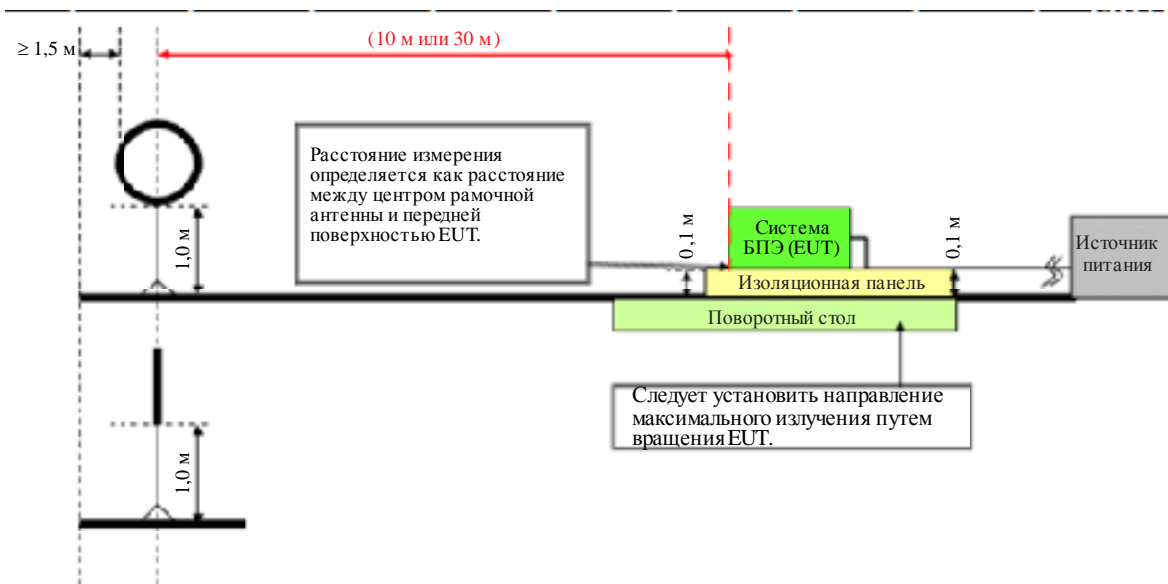 ≥ 1,5 м
(10 м или 30 м)
Расстояние измерения
определяется как расстояние
между центром рамочной
антенны и передней
поверхностью EUT.
1,0 м
0,1 м
Система
БПЭ (EUT)
0,1 м
Источник
питания
Изоляционная панель
Поворотный стол
Следует установить направление
максимального излучения путем
вращения EUT.
1,0 м